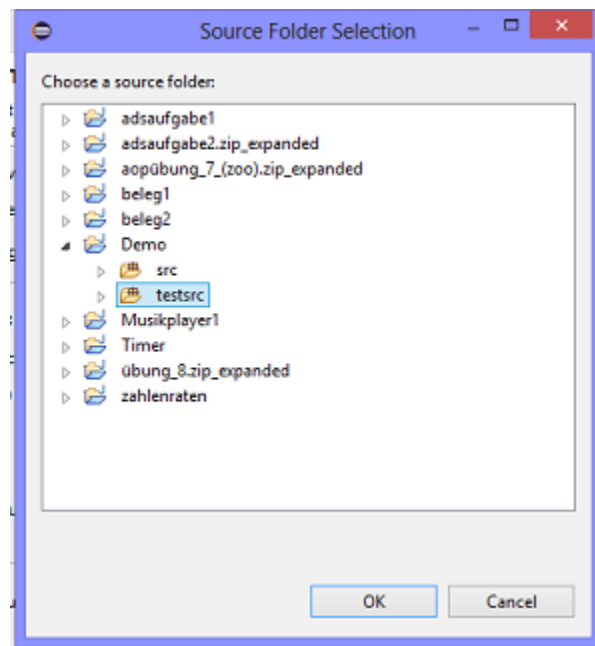 Source Folder Selection
Choose a source folder:
adsaufgabe1
adsaufgabe2.zip_expanded
aopübung_7_(zoo).zip_expanded
beleg1
beleg2
Demo
src
testsrc
Musikplayer1
Timer
übung_8.zip_expanded
zahlenraten
OK
Cancel